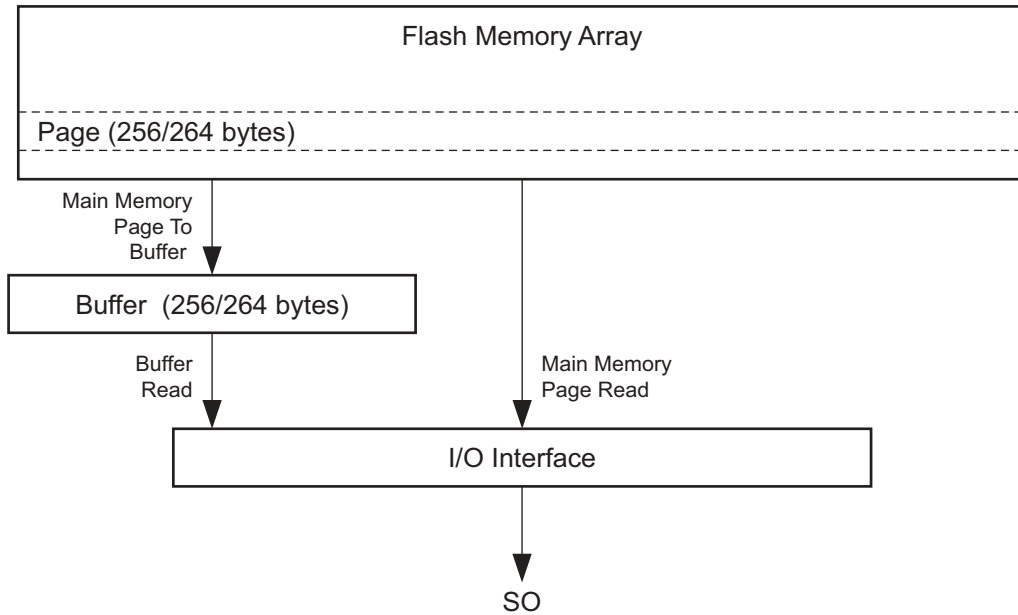 Flash Memory Array
Page (256/264 bytes)
Main Memory
Page To
Buffer
Buffer (256/264 bytes)
Buffer
Read
Main Memory
Page Read
I/O Interface
SO